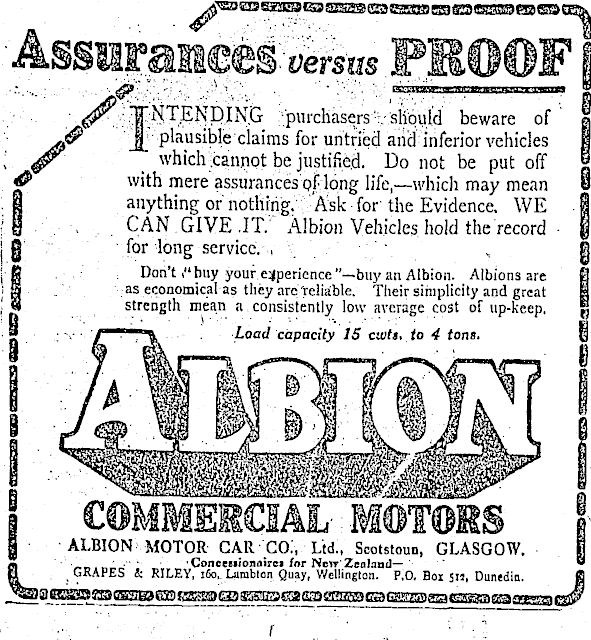 Assurances versus PROOF
INTENDING purchasers should beware of
plausible claims for untried and inferior vehicles
which cannot be justified. Do not be put off
with mere assurances of long life,—which may mean
anything or nothing. Ask for the Evidence. WE
CAN GIVE IT. Albion Vehicles hold the record
for long service.
Don't "buy your experience"—buy an Albion. Albions are
as economical as they are reliable. Their simplicity and great
strength mean a consistently low average cost of up-keep.
Load capacity 15 cwts. to 4 tons.
ALBION
COMMERCIAL MOTORS
ALBION MOTOR CAR CO., Ltd., Scotstoun, GLASGOW.
Concessionaires for New Zealand—
GRAPES & RILEY, 160, Lambton Quay, Wellington. P.O. Box 512, Dunedin.